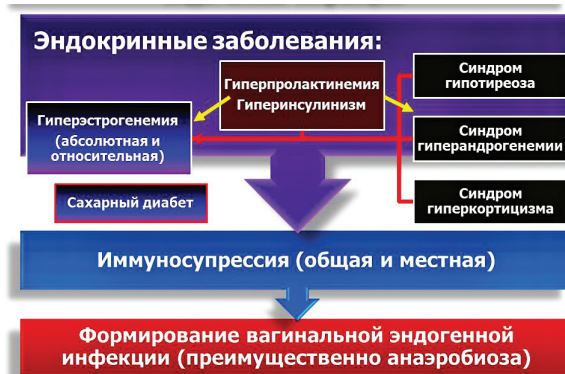 Эндокринные заболевания:
Гиперпролактинемия
Гиперинсулинизм
Синдром
гипотиреоза
Гиперэстрогенемия
(абсолютная и
относительная)
Синдром
гиперандрогенемии
Сахарный диабет
Синдром
гиперкортицизма
Иммуносупрессия (общая и местная)
Формирование вагинальной эндогенной
инфекции (преимущественно анаэробиоза)